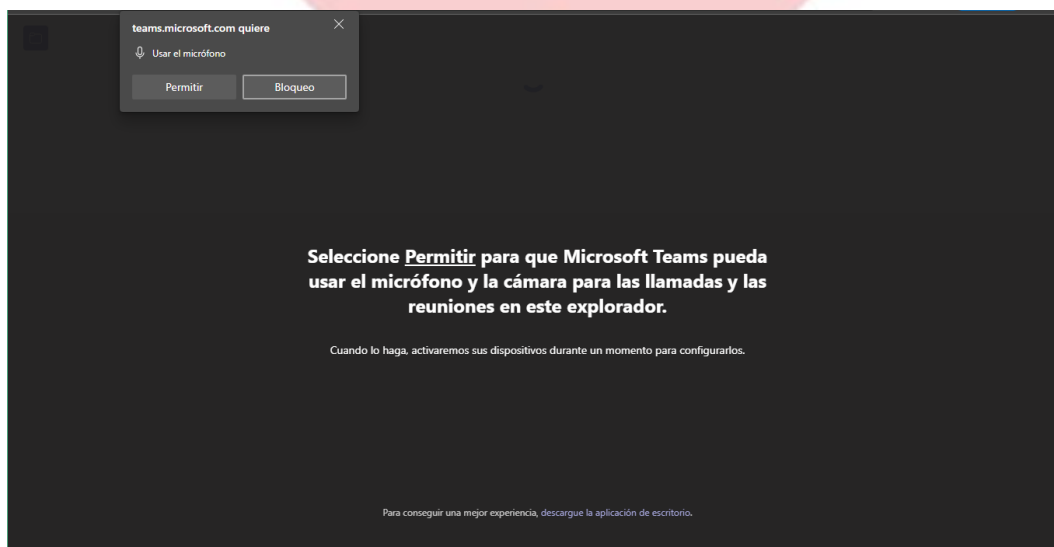 teams.microsoft.com quiere
Usar el micrófono
Permitir
Bloqueo
Seleccione Permitir para que Microsoft Teams pueda
usar el micrófono y la cámara para las llamadas y las
reuniones en este explorador.
Cuando lo haga, activaremos sus dispositivos durante un momento para configurarlos.
Para conseguir una mejor experiencia, descargue la aplicación de escritorio.